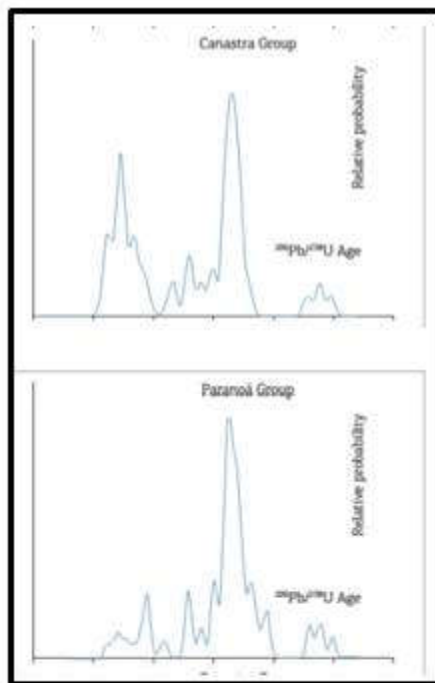 Canastra Group
Relative probability
²⁰⁶Pb/²³⁸U Age
Paranoá Group
Relative probability
²⁰⁶Pb/²³⁸U Age